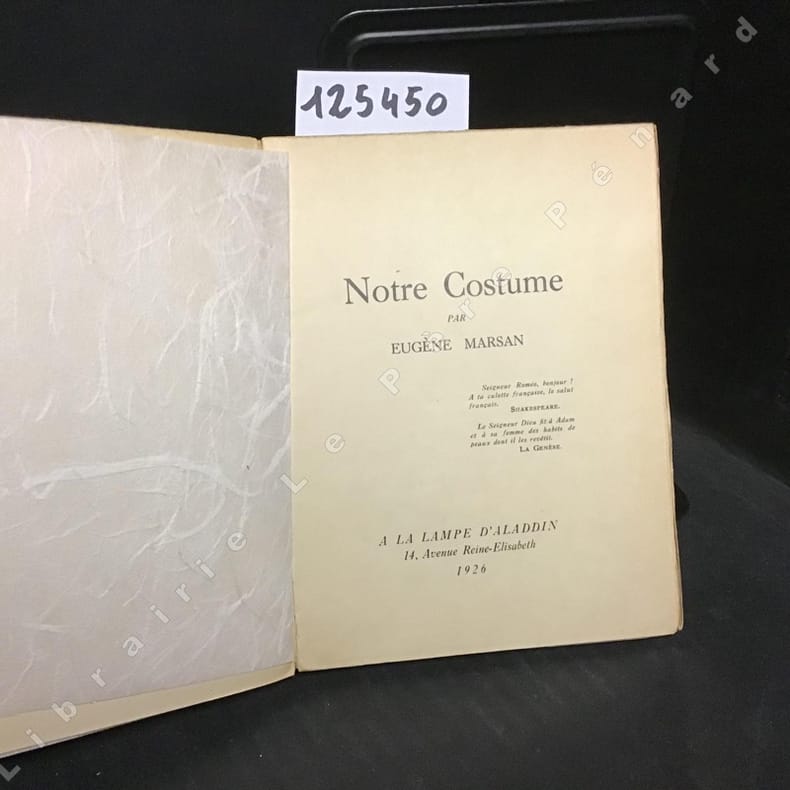 125450
Notre Costume
PAR
EUGÈNE MARSAN
Seigneur Roméo, bonjour !
A ta culotte française, le salut
français.
SHAKESPEARE.
Le Seigneur Dieu fit à Adam
et à sa femme des habits de
peaux dont il les revêtit.
LA GENÈSE.
A LA LAMPE D'ALADDIN
14, Avenue Reine-Elisabeth
1926
Librairie Le Père Pénard